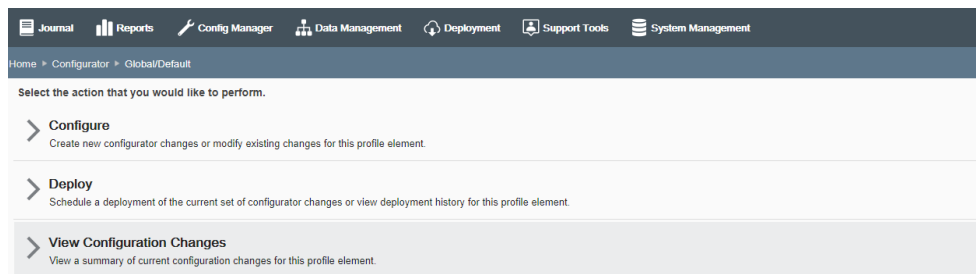 Journal Reports Config Manager Data Management Deployment Support Tools System Management
Home Configurator Global/Default
Select the action that you would like to perform.
Configure
Create new configurator changes or modify existing changes for this profile element.
Deploy
Schedule a deployment of the current set of configurator changes or view deployment history for this profile element.
View Configuration Changes
View a summary of current configuration changes for this profile element.